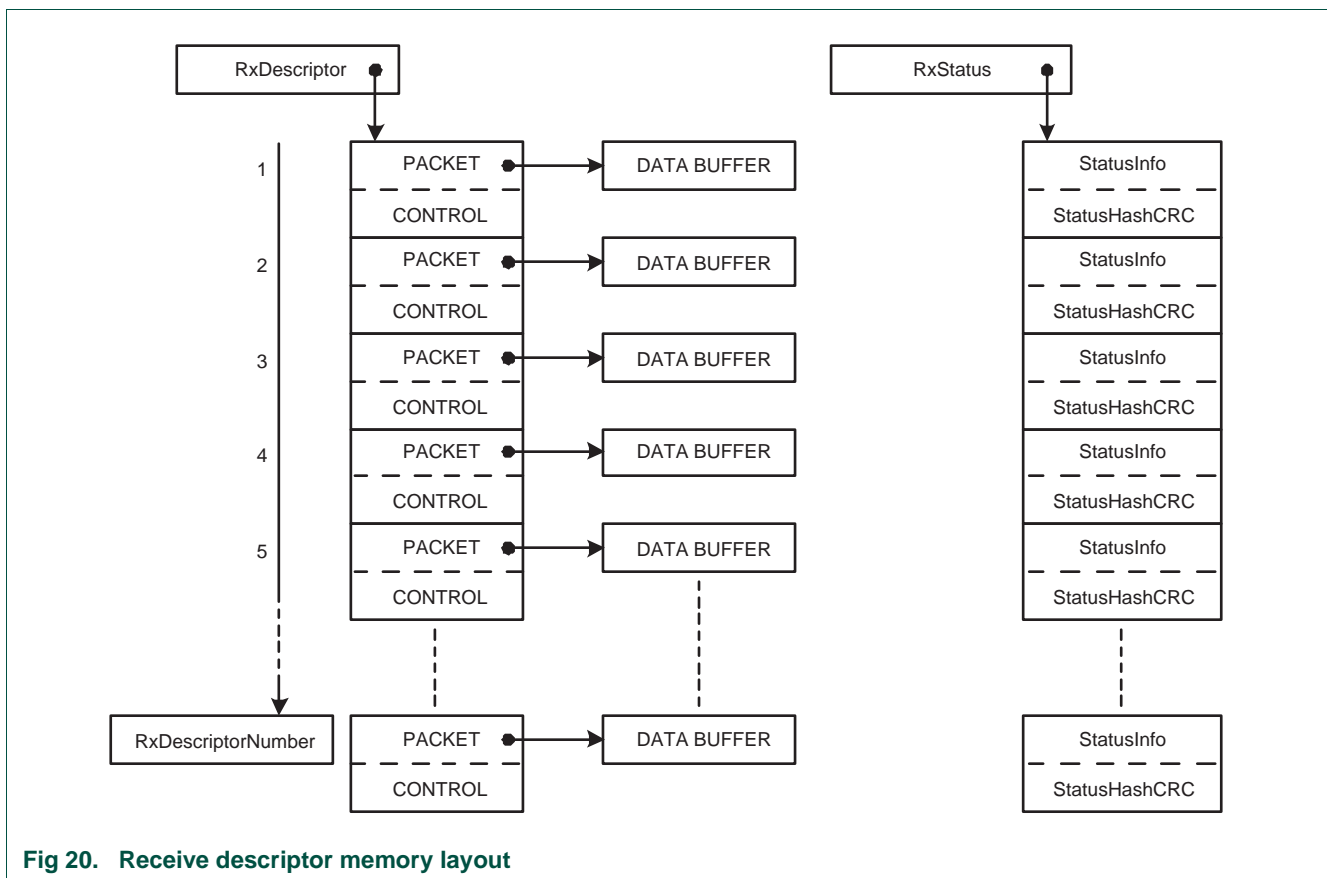 RxDescriptor
RxStatus
1
PACKET
DATA BUFFER
StatusInfo
CONTROL
StatusHashCRC
2
PACKET
DATA BUFFER
StatusInfo
CONTROL
StatusHashCRC
3
PACKET
DATA BUFFER
StatusInfo
CONTROL
StatusHashCRC
4
PACKET
DATA BUFFER
StatusInfo
CONTROL
StatusHashCRC
5
PACKET
DATA BUFFER
StatusInfo
CONTROL
StatusHashCRC
RxDescriptorNumber
PACKET
DATA BUFFER
StatusInfo
CONTROL
StatusHashCRC
Fig 20. Receive descriptor memory layout